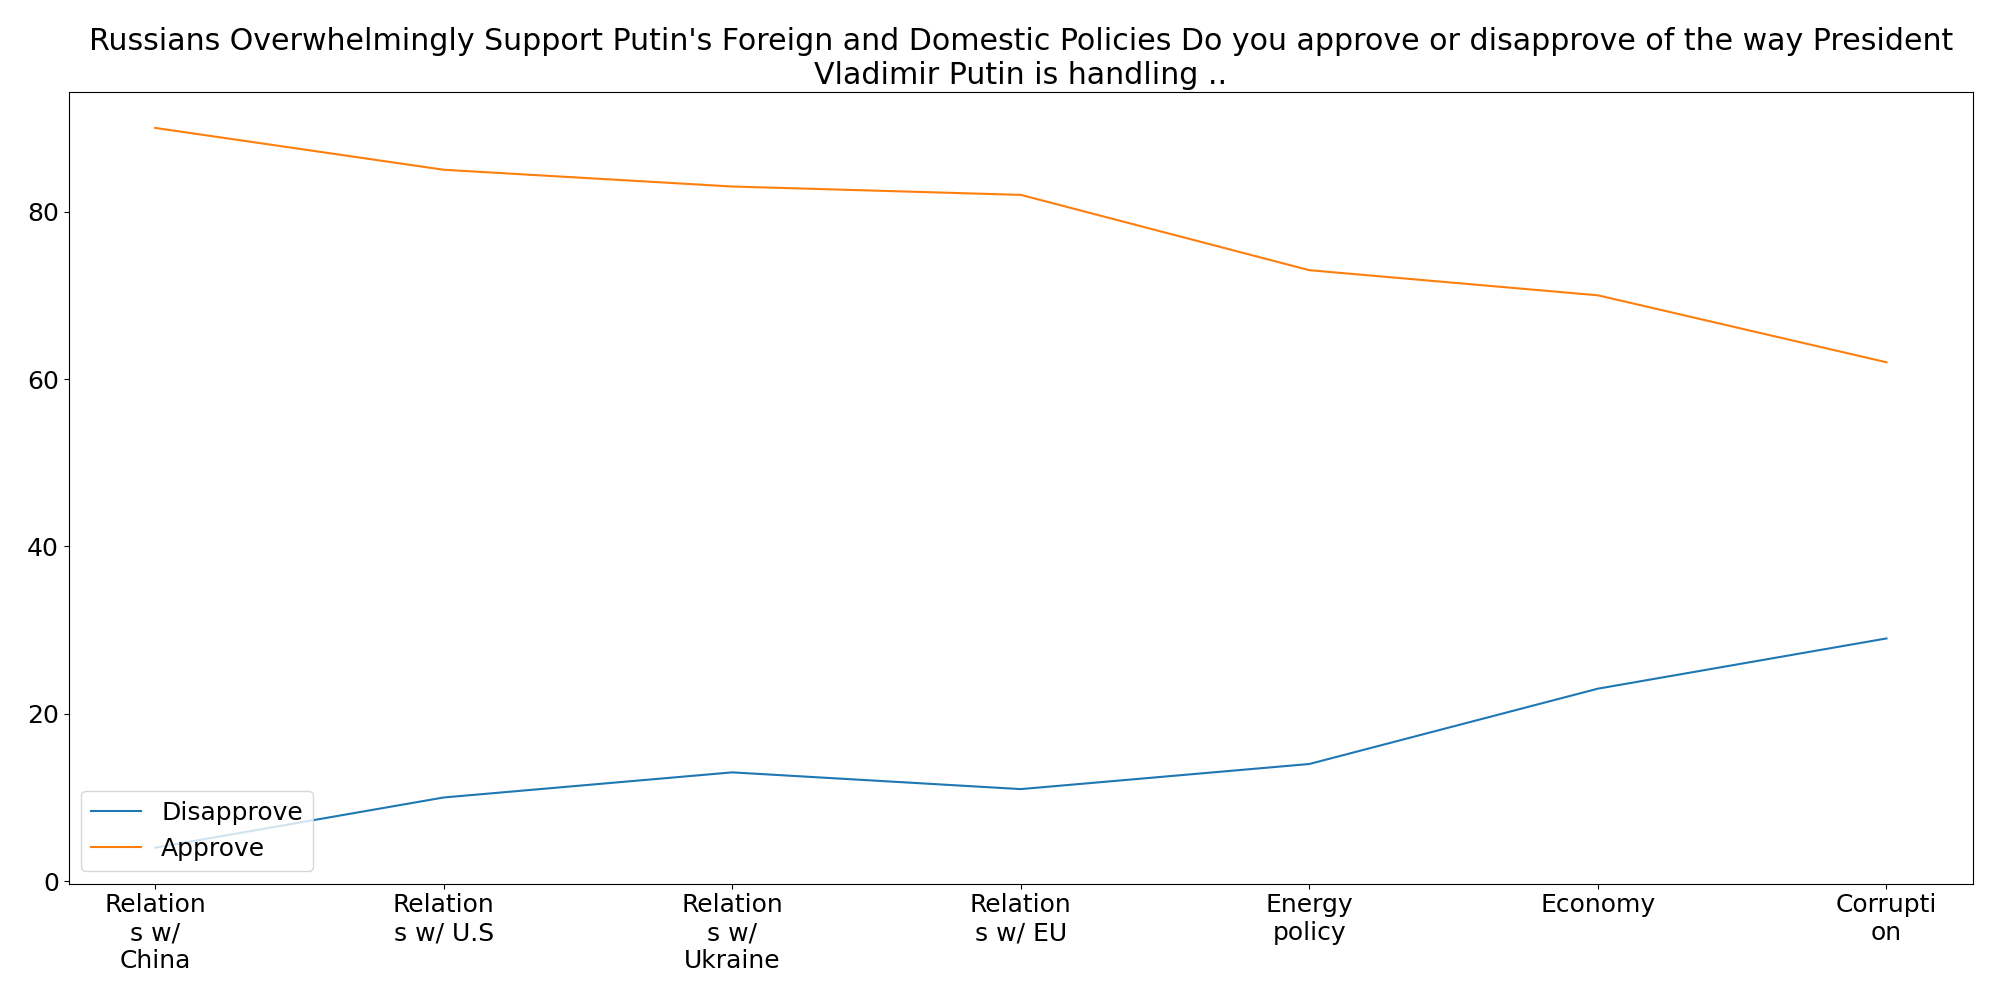 Russians Overwhelmingly Support Putin's Foreign and Domestic Policies Do you approve or disapprove of the way President
Vladimir Putin is handling ..
80
60
40
20
0
Disapprove
Approve
Relation
s w/
China
Relation
s w/ U.S
Relation
s w/
Ukraine
Relation
s w/ EU
Energy
policy
Economy
Corrupti
on